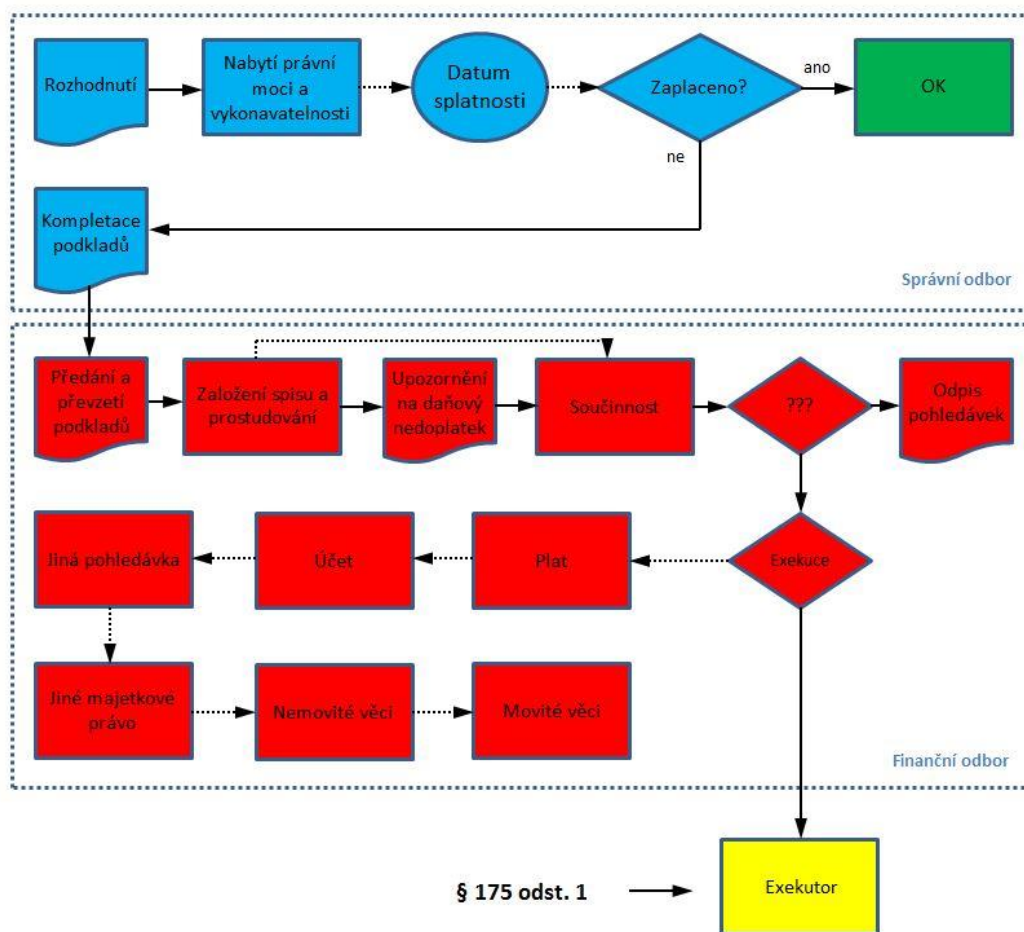 Rozhodnutí
Nabytí právní
moci a
vykonavatelnosti
Datum
splatnosti
Zaplaceno?
ano
OK
ne
Kompletace
podkladů
Správní odbor
Předání a
převzetí
podkladů
Založení spisu a
prostudování
Upozornění
na daňový
nedoplatek
Součinnost
???
Odpis
pohledávek
Jiná pohledávka
Účet
Plat
Exekuce
Jiné majetkové
právo
Nemovité věci
Movité věci
Finanční odbor
§ 175 odst. 1
Exekutor